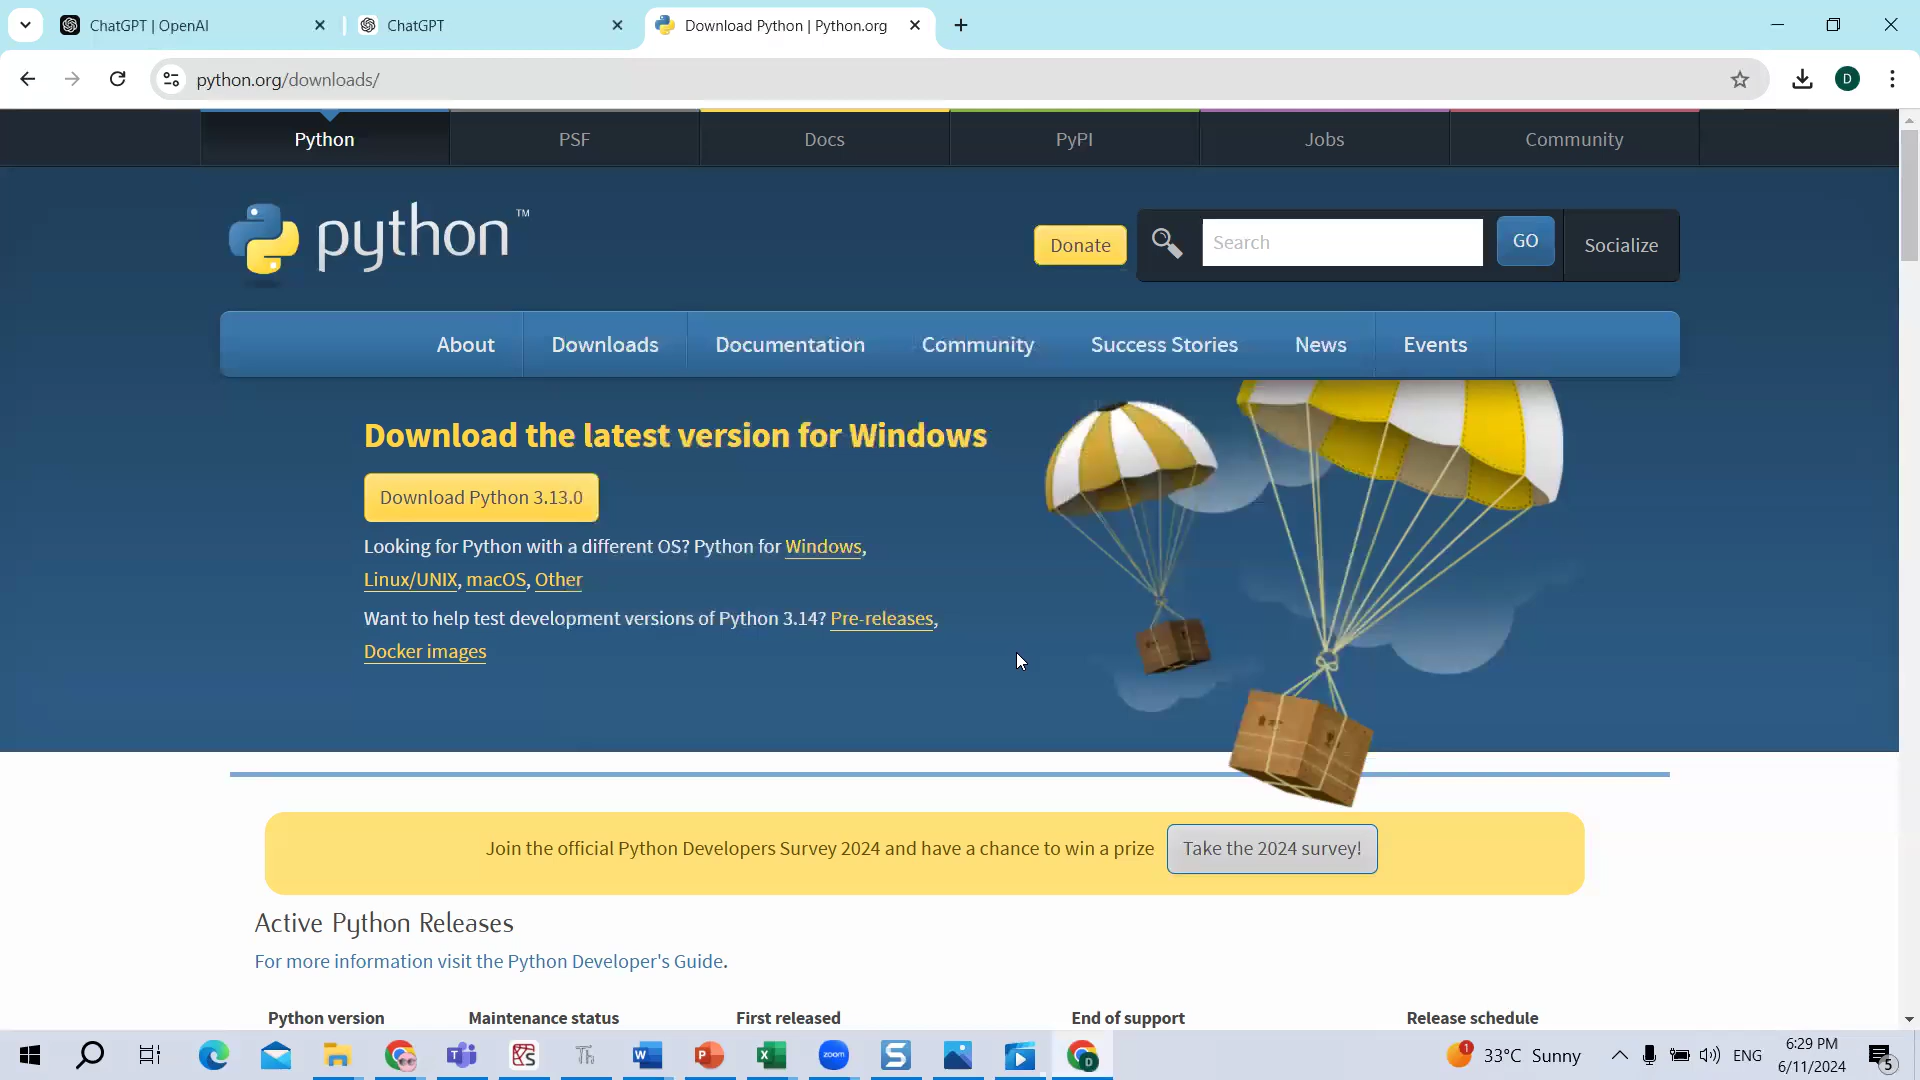 ChatGPT | OpenAI
ChatGPT
Download Python | Python.org
python.org/downloads/
D
Python
PSF
Docs
PyPI
Jobs
Community
python™
Donate
Search
GO
Socialize
About
Downloads
Documentation
Community
Success Stories
News
Events
Download the latest version for Windows
Download Python 3.13.0
Looking for Python with a different OS? Python for Windows,
Linux/UNIX, macOS, Other
Want to help test development versions of Python 3.14? Pre-releases,
Docker images
Join the official Python Developers Survey 2024 and have a chance to win a prize
Take the 2024 survey!
Active Python Releases
For more information visit the Python Developer's Guide.
Python version
Maintenance status
First released
End of support
Release schedule
Th
zoom
1
33°C Sunny
ENG
6:29 PM
6/11/2024
5